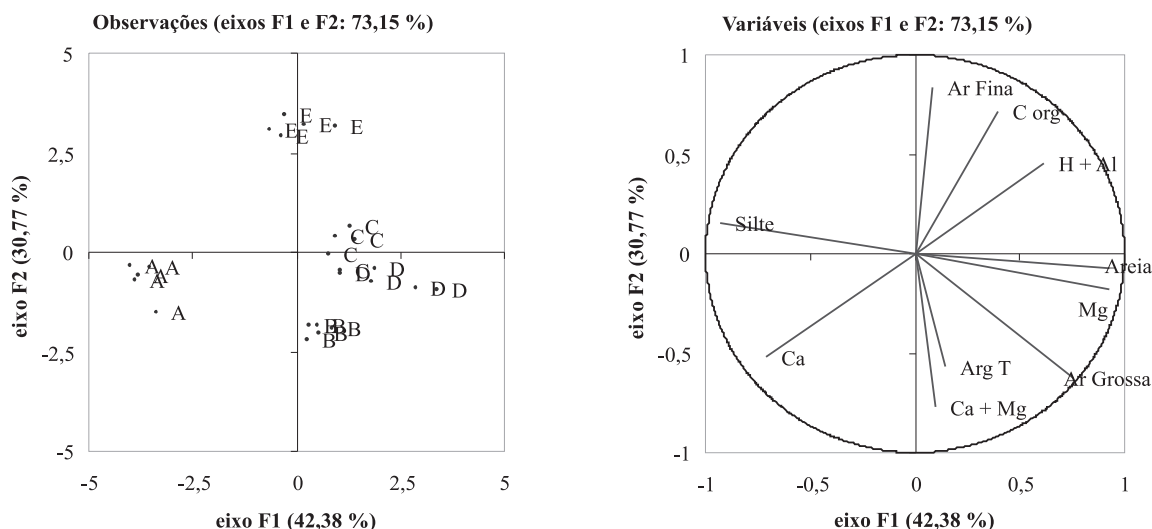 Observações (eixos F1 e F2: 73,15 %)
5
2,5
0
-2,5
-5
-5
-2,5
0
2,5
5
eixo F2 (30,77 %)
eixo F1 (42,38 %)
E
E E E
E
C
C C
C
C D
D D
D D
A A
A
A
A
B B B
B
B
Variáveis (eixos F1 e F2: 73,15 %)
1
0,5
0
-0,5
-1
-1
-0,5
0
0,5
1
eixo F2 (30,77 %)
eixo F1 (42,38 %)
Ar Fina
C org
H + Al
Silte
Areia
Mg
Ca
Arg T
Ar Grossa
Ca + Mg